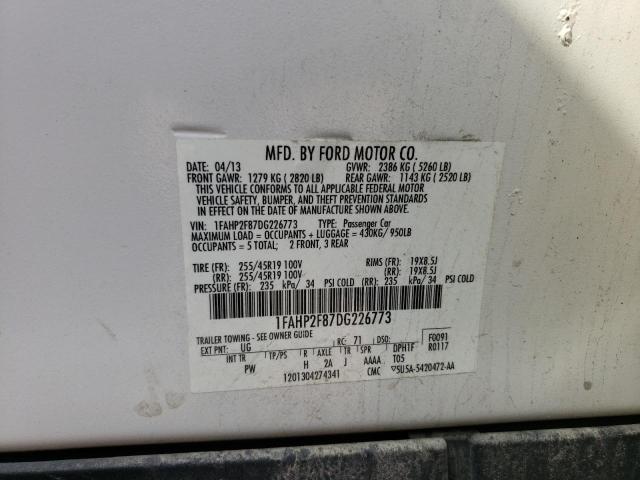 MFD. BY FORD MOTOR CO.
DATE: 04/13 GVWR: 2386 KG ( 5260 LB)
FRONT GAWR: 1279 KG ( 2820 LB) REAR GAWR: 1143 KG ( 2520 LB)
THIS VEHICLE CONFORMS TO ALL APPLICABLE FEDERAL MOTOR
VEHICLE SAFETY, BUMPER, AND THEFT PREVENTION STANDARDS
IN EFFECT ON THE DATE OF MANUFACTURE SHOWN ABOVE.
VIN: 1FAHP2F87DG226773 TYPE: Passenger Car
MAXIMUM LOAD = OCCUPANTS + LUGGAGE = 430KG/ 950LB
OCCUPANTS = 5 TOTAL; 2 FRONT, 3 REAR
TIRE (FR): 255/45R19 100V RIMS (FR): 19X8.5J
(RR): 255/45R19 100V (RR): 19X8.5J
PRESSURE (FR): 235 kPa/ 34 PSI COLD (RR): 235 kPa/ 34 PSI COLD
1FAHP2F87DG226773
TRAILER TOWING - SEE OWNER GUIDE
EXT PNT: UG RC: 71 DSO: F0091
INT TR TP/PS R AXLE TR SPR DPHTF R0117
PW H 2A J AAAA T05
1201304274341 CMC ▽5U5A-5420472-AA